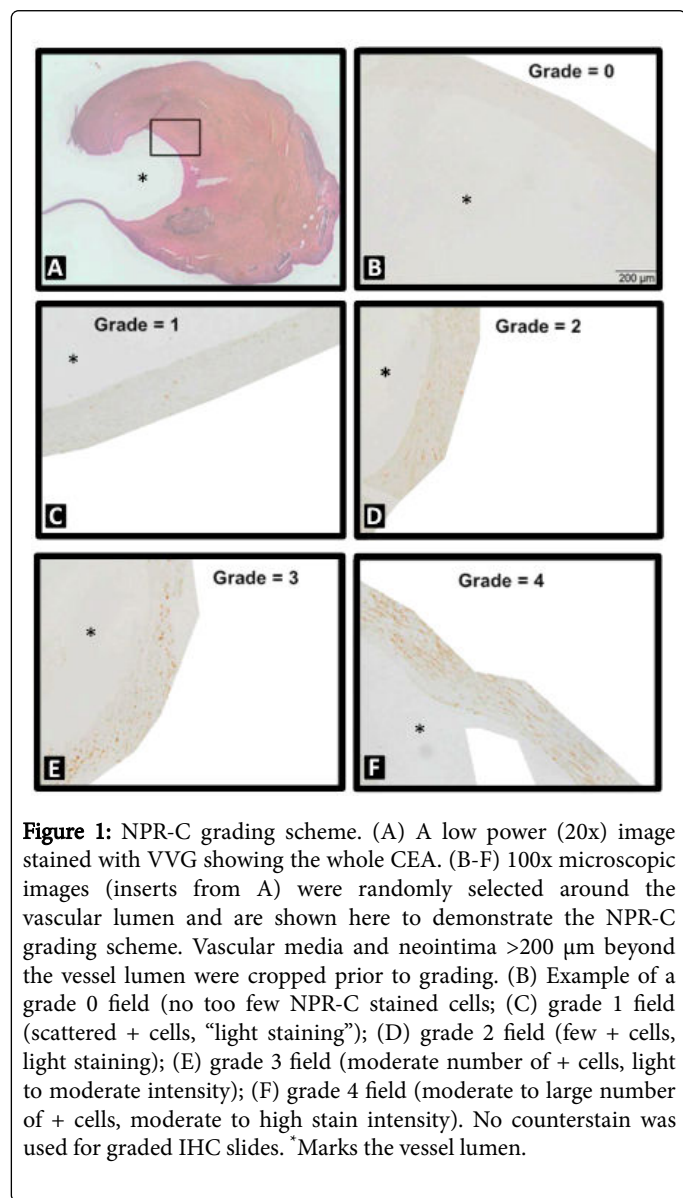 A
*
Grade = 0
*
B
200 µm
Grade = 1
*
C
Grade = 2
*
D
Grade = 3
*
E
Grade = 4
*
F
Figure 1: NPR-C grading scheme. (A) A low power (20x) image
stained with VVG showing the whole CEA. (B-F) 100x microscopic
images (inserts from A) were randomly selected around the
vascular lumen and are shown here to demonstrate the NPR-C
grading scheme. Vascular media and neointima >200 µm beyond
the vessel lumen were cropped prior to grading. (B) Example of a
grade 0 field (no too few NPR-C stained cells; (C) grade 1 field
(scattered + cells, “light staining”); (D) grade 2 field (few + cells,
light staining); (E) grade 3 field (moderate number of + cells, light
to moderate intensity); (F) grade 4 field (moderate to large number
of + cells, moderate to high stain intensity). No counterstain was
used for graded IHC slides. *Marks the vessel lumen.